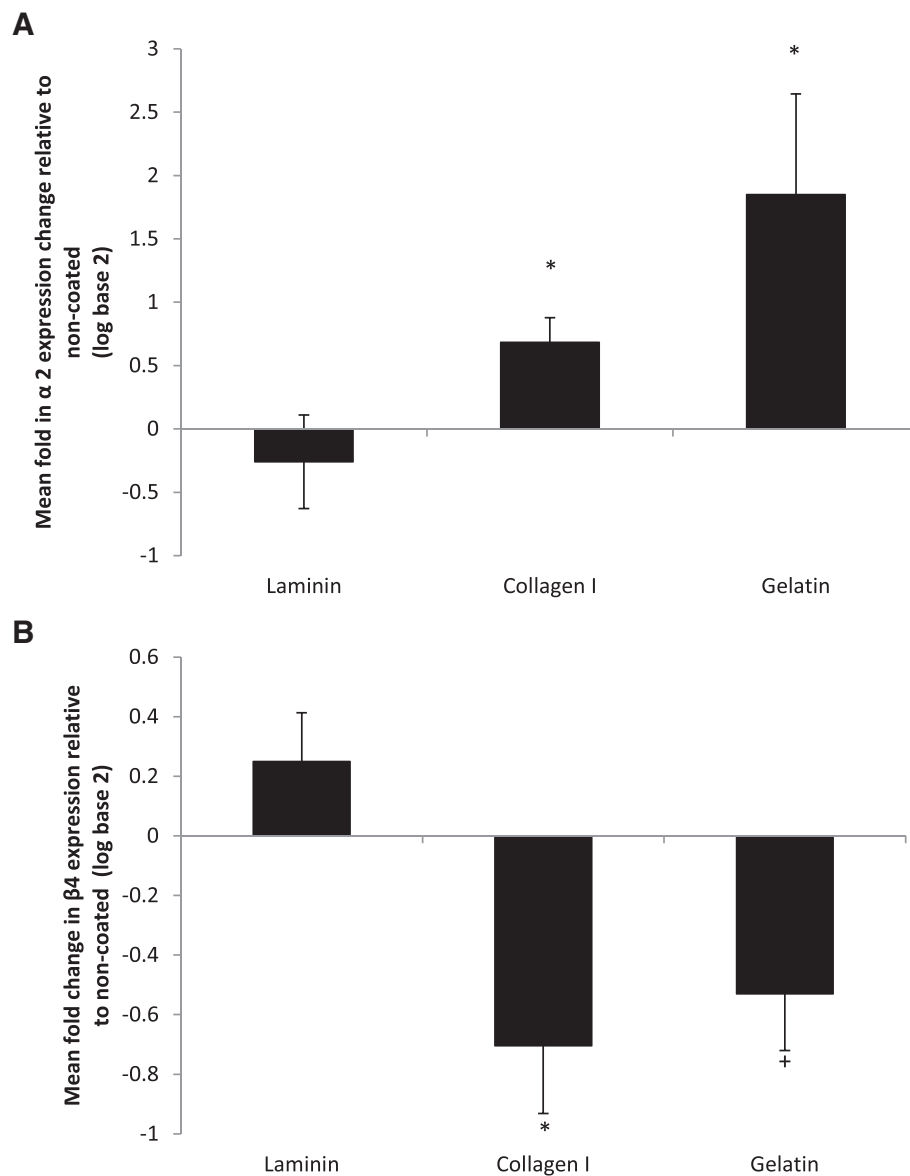 A
Mean fold in α 2 expression change relative to
non-coated
(log base 2)
3
2.5
2
1.5
1
0.5
0
-0.5
-1
*
*
Laminin
Collagen I
Gelatin
B
Mean fold change in β4 expression relative
to non-coated (log base 2)
0.6
0.4
0.2
0
-0.2
-0.4
-0.6
-0.8
-1
*
+
Laminin
Collagen I
Gelatin